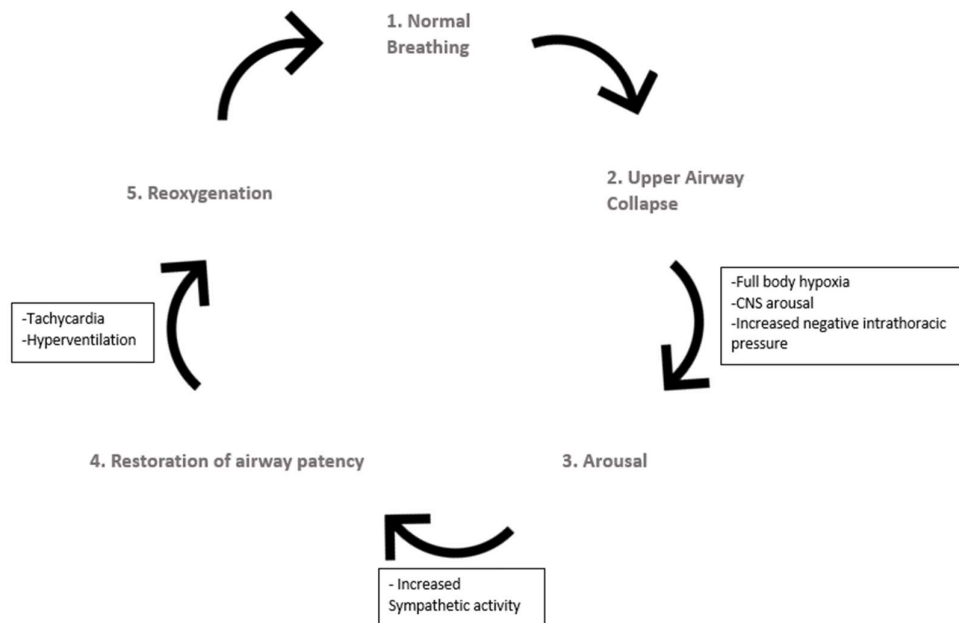 1. Normal
Breathing
2. Upper Airway
Collapse
-Full body hypoxia
-CNS arousal
-Increased negative intrathoracic
pressure
3. Arousal
- Increased
Sympathetic activity
4. Restoration of airway patency
-Tachycardia
-Hyperventilation
5. Reoxygenation